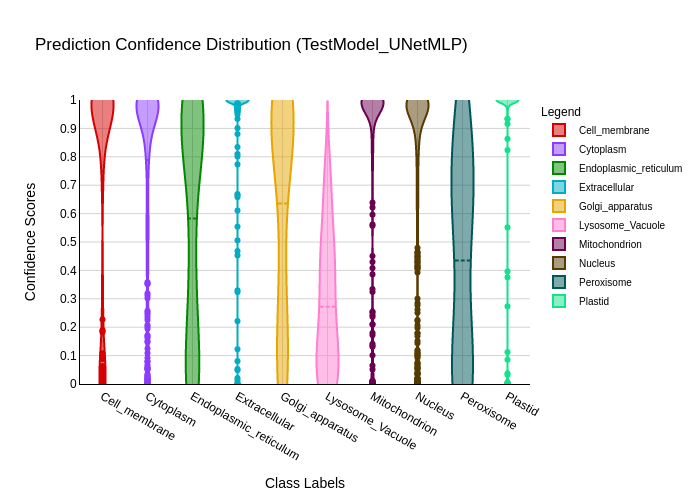 Prediction Confidence Distribution (TestModel_UNetMLP)
Legend
Cell_membrane
Cytoplasm
Endoplasmic_reticulum
Extracellular
Golgi_apparatus
Lysosome_Vacuole
Mitochondrion
Nucleus
Peroxisome
Plastid
Confidence Scores
1
0.9
0.8
0.7
0.6
0.5
0.4
0.3
0.2
0.1
0
Cell_membrane
Cytoplasm
Endoplasmic_reticulum
Extracellular
Golgi_apparatus
Lysosome_Vacuole
Mitochondrion
Nucleus
Peroxisome
Plastid
Class Labels